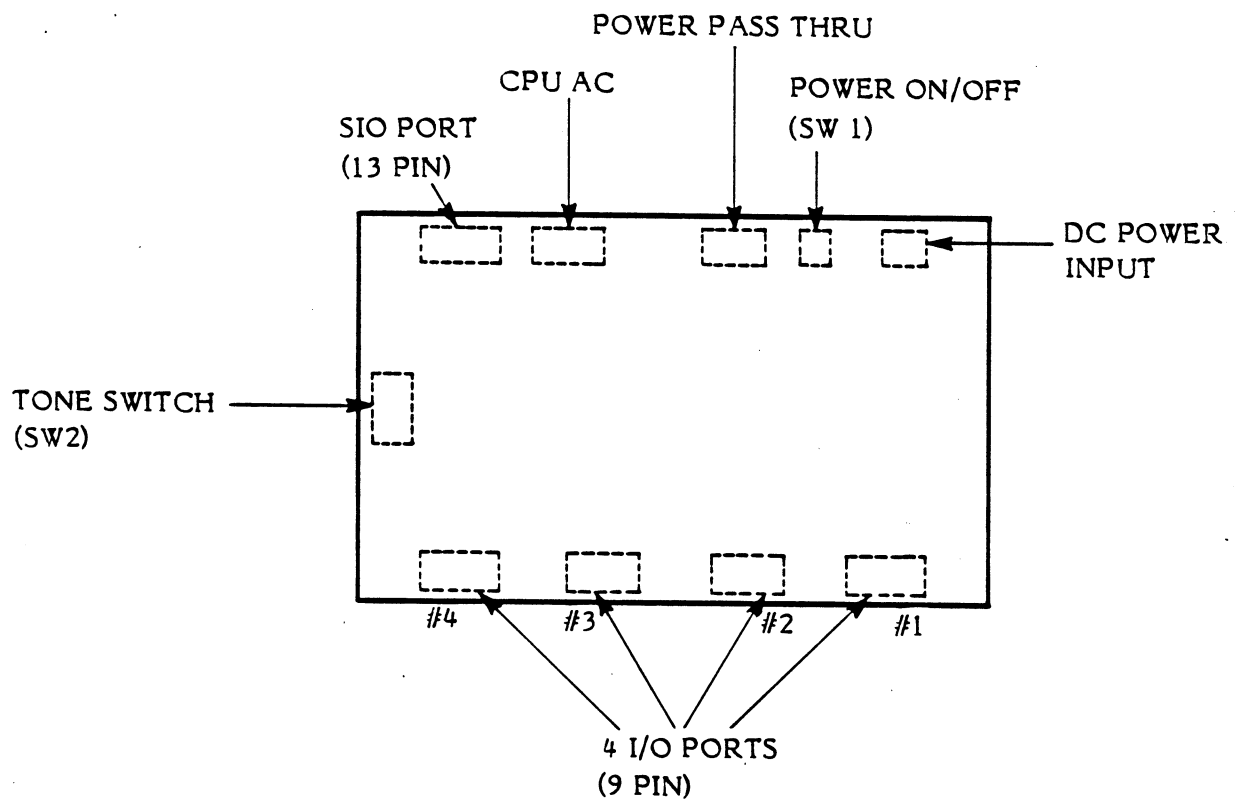 POWER PASS THRU
CPU AC
POWER ON/OFF
(SW 1)
SIO PORT
(13 PIN)
DC POWER
INPUT
TONE SWITCH
(SW2)
#4
#3
#2
#1
4 I/O PORTS
(9 PIN)